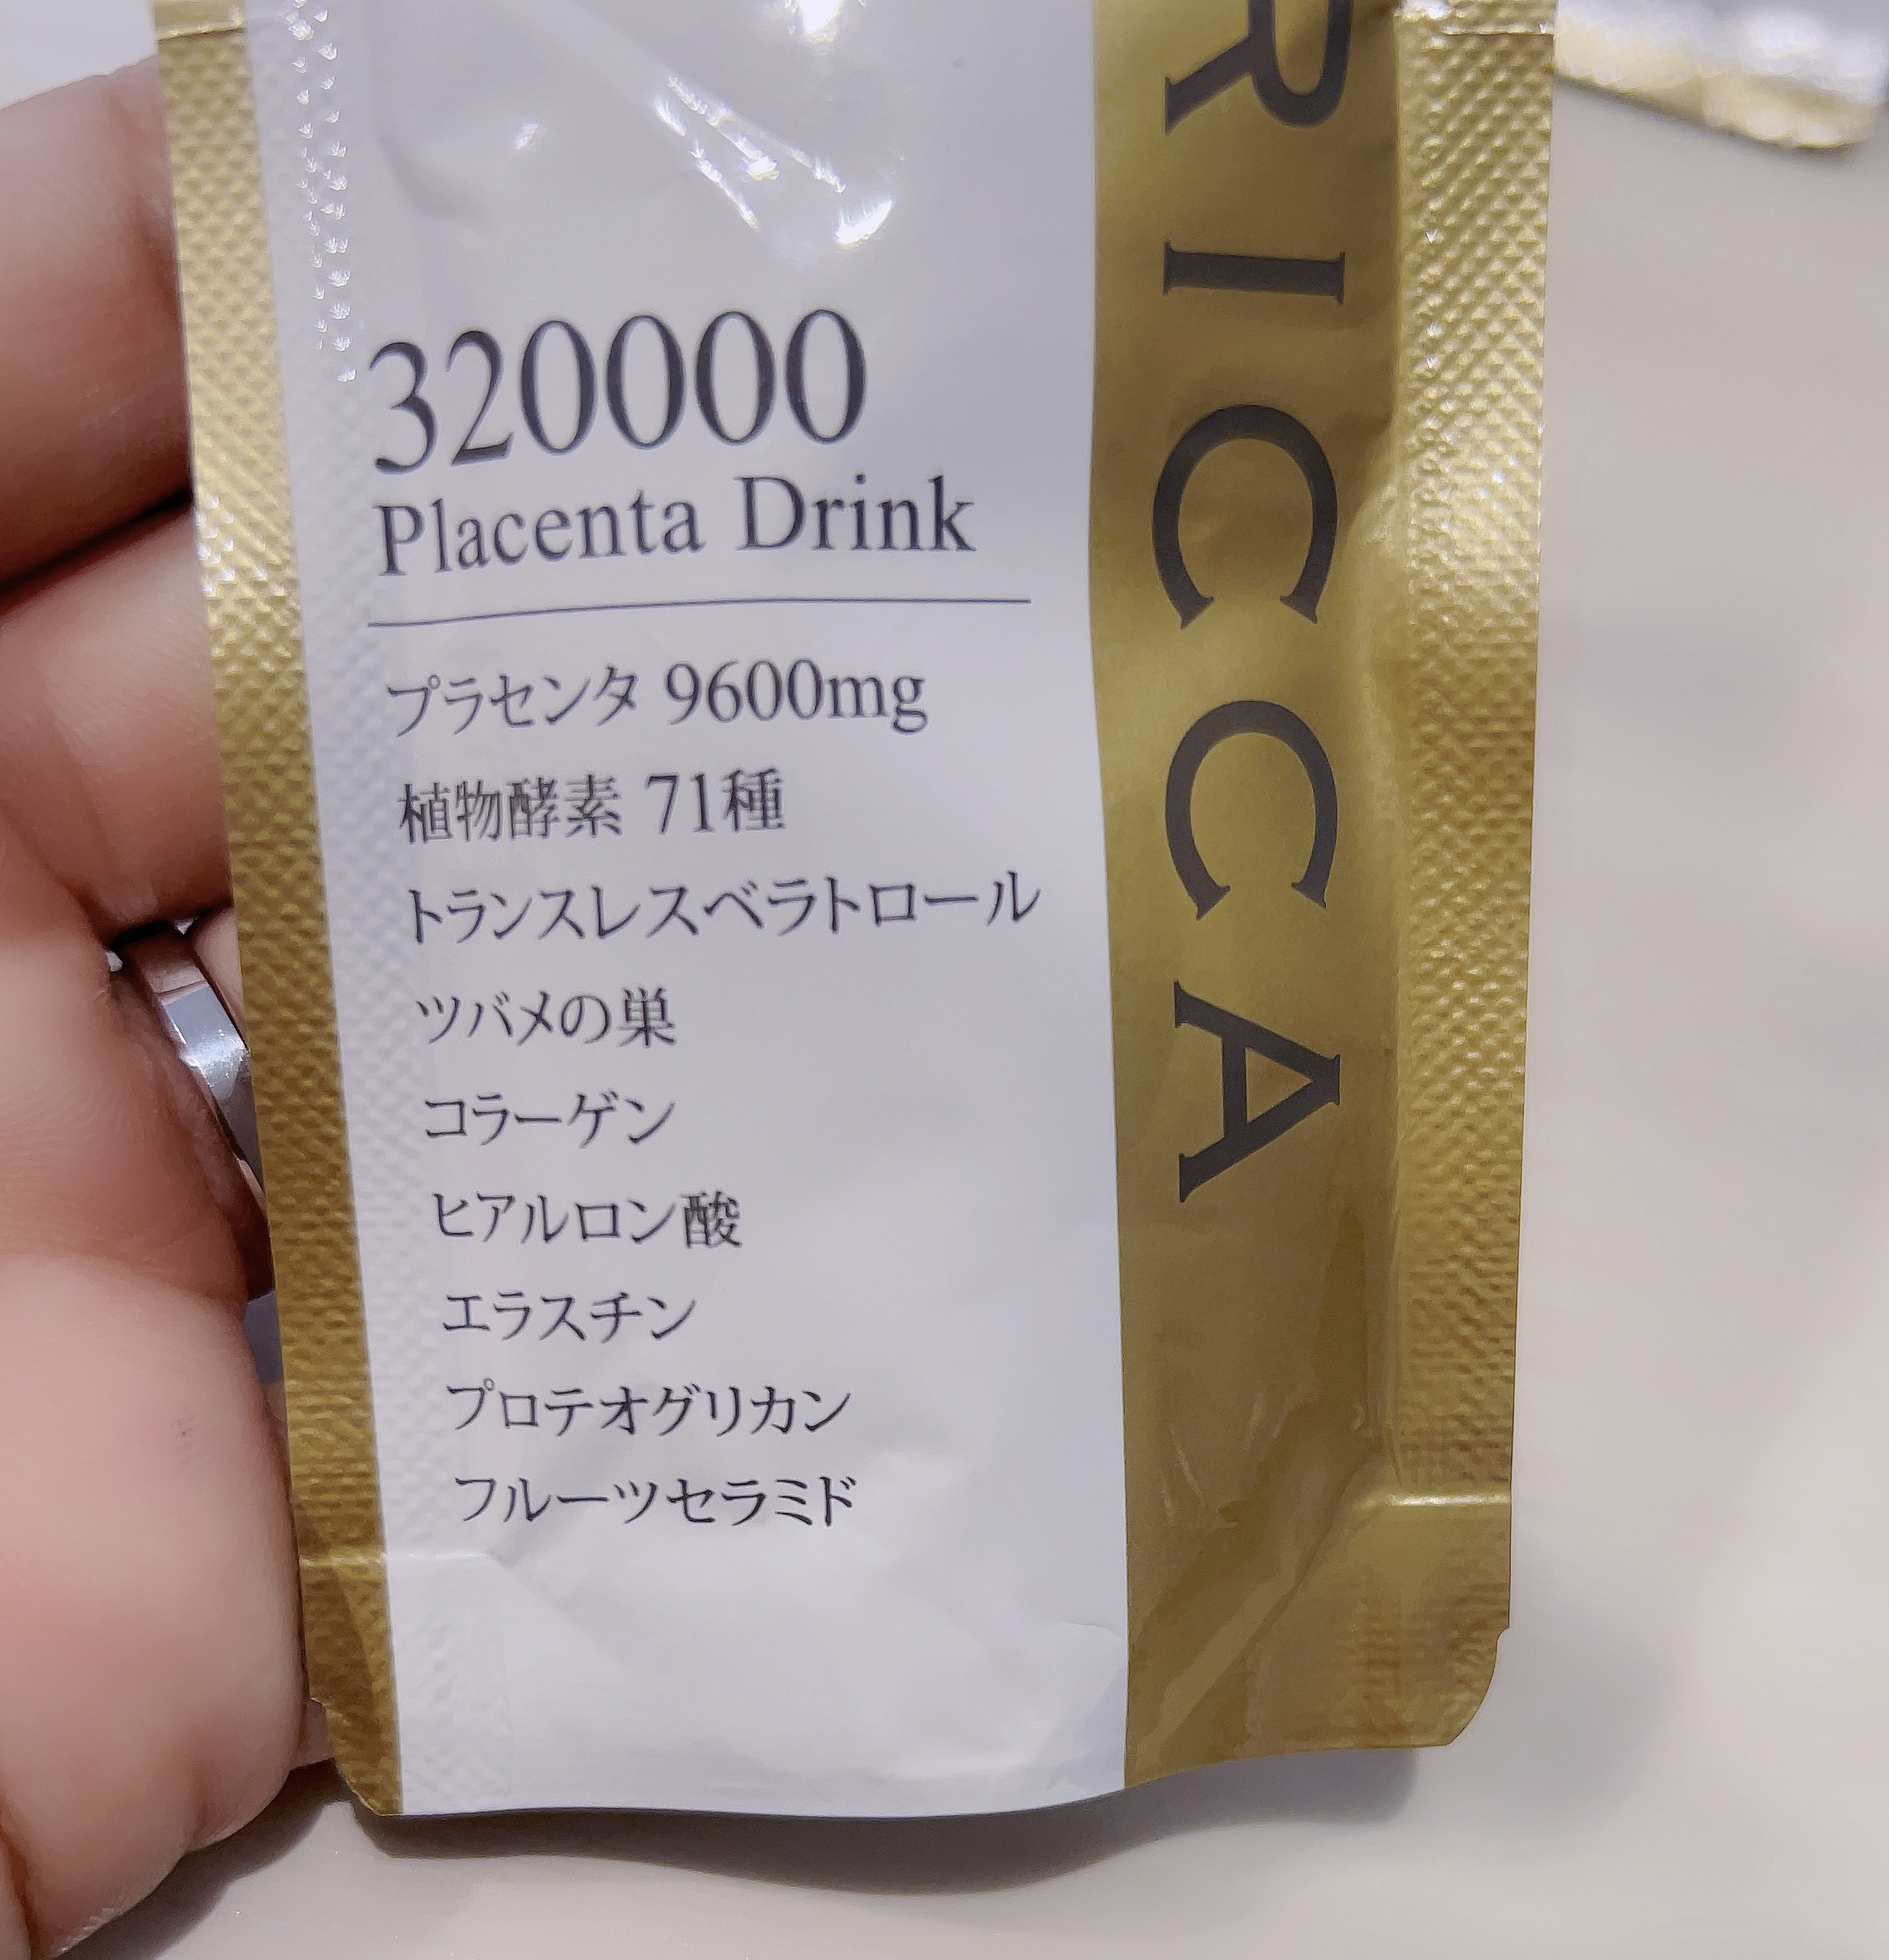 320000
Placenta Drink
プラセンタ 9600mg
植物酵素 71種
トランスレスベラトロール
ツバメの巣
コラーゲン
ヒアルロン酸
エラスチン
プロテオグリカン
フルーツセラミド
RICCA